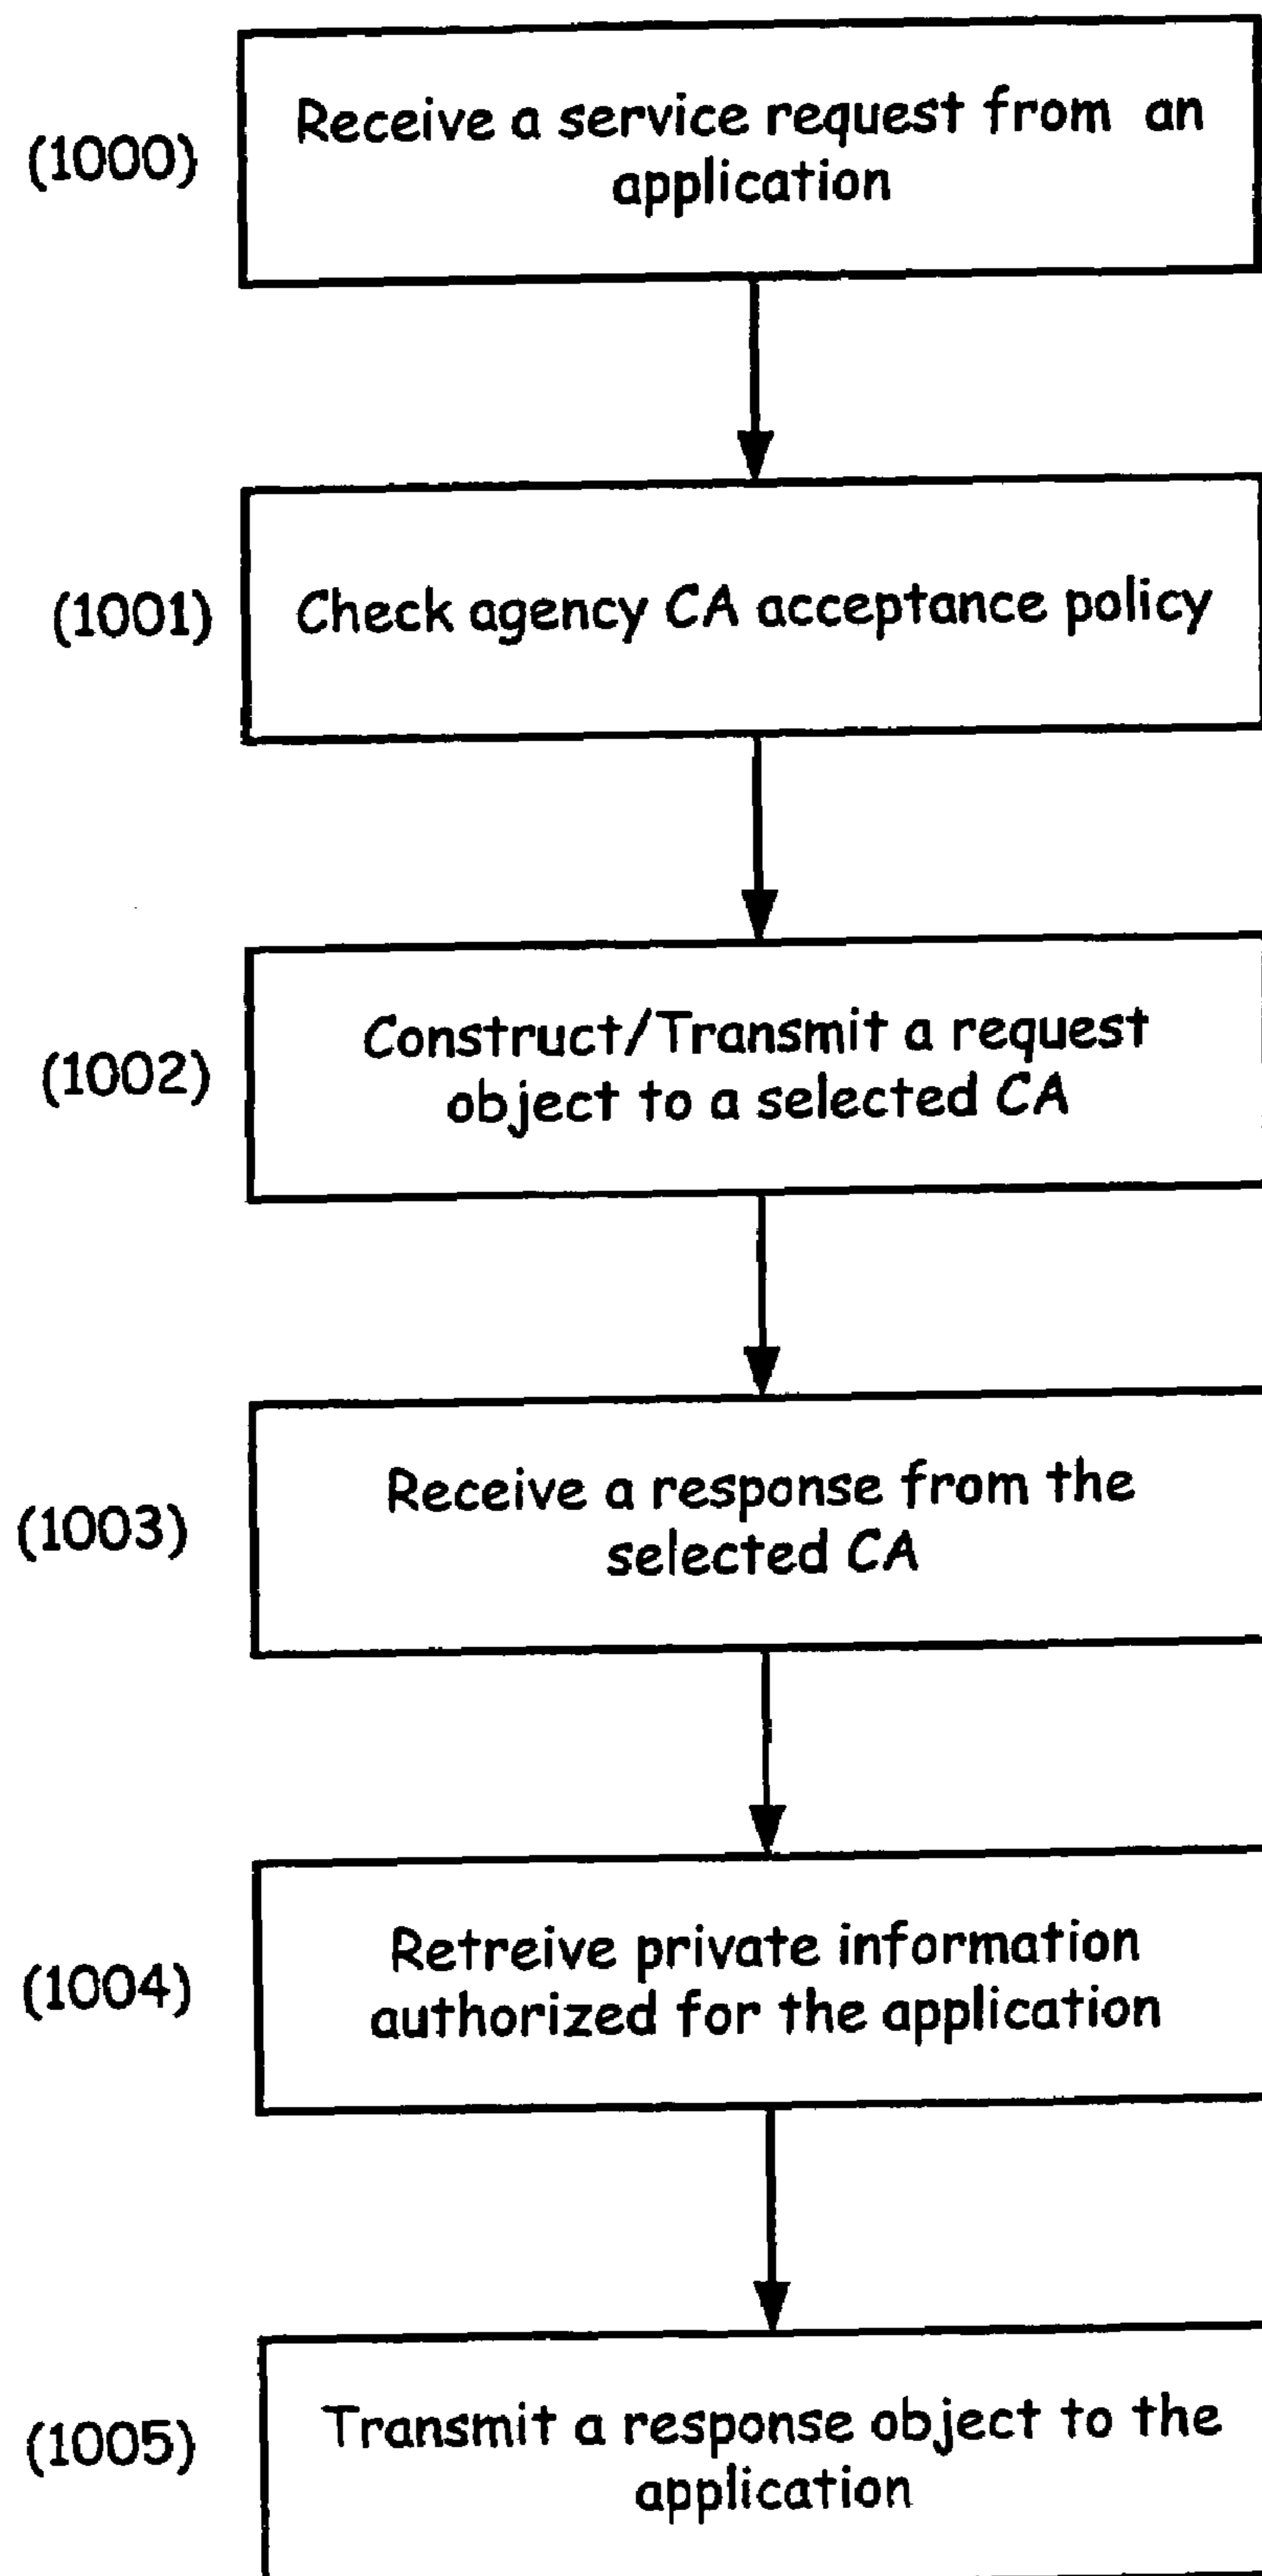 (1000)
Receive a service request from an
application
(1001)
Check agency CA acceptance policy
(1002)
Construct/Transmit a request
object to a selected CA
(1003)
Receive a response from the
selected CA
(1004)
Retreive private information
authorized for the application
(1005)
Transmit a response object to the
application